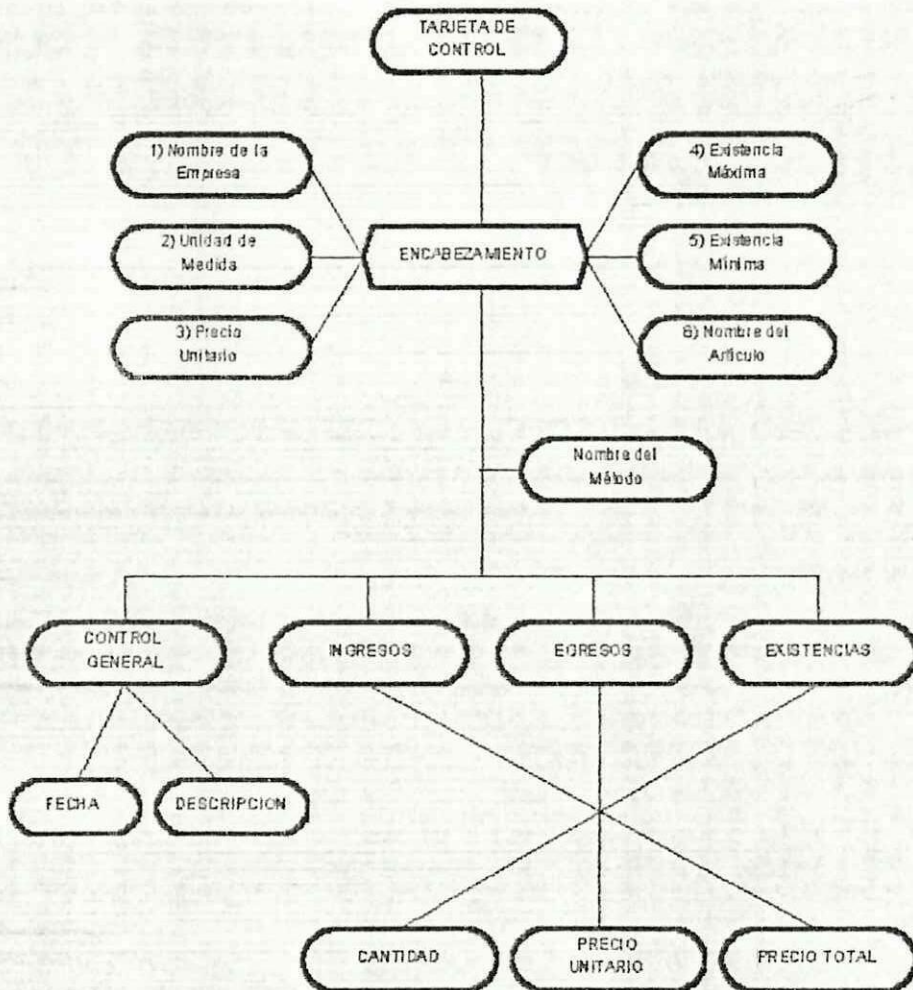 TARJETA DE
CONTROL
1) Nombre de la
Empresa
4) Existencia
Máxima
2) Unidad de
Medida
ENCABEZAMIENTO
5) Existencia
Mínima
3) Precio
Unitario
6) Nombre del
Artículo
Nombre del
Método
CONTROL
GENERAL
INGRESOS
EGRESOS
EXISTENCIAS
FECHA
DESCRIPCION
CANTIDAD
PRECIO
UNITARIO
PRECIO TOTAL